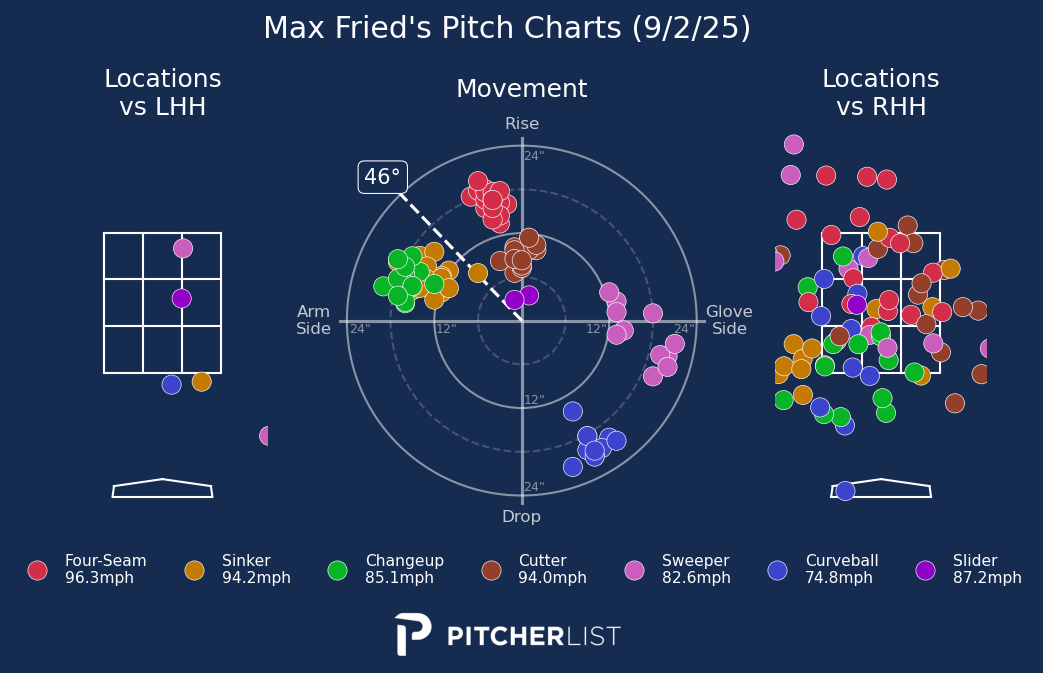 Max Fried's Pitch Charts (9/2/25)
Locations
vs LHH
Movement
Locations
vs RHH
Rise
24"
46°
Arm
Side
24"
12"
12"
24"
Glove
Side
12"
24"
Drop
Four-Seam
96.3mph
Sinker
94.2mph
Changeup
85.1mph
Cutter
94.0mph
Sweeper
82.6mph
Curveball
74.8mph
Slider
87.2mph
PITCHERLIST